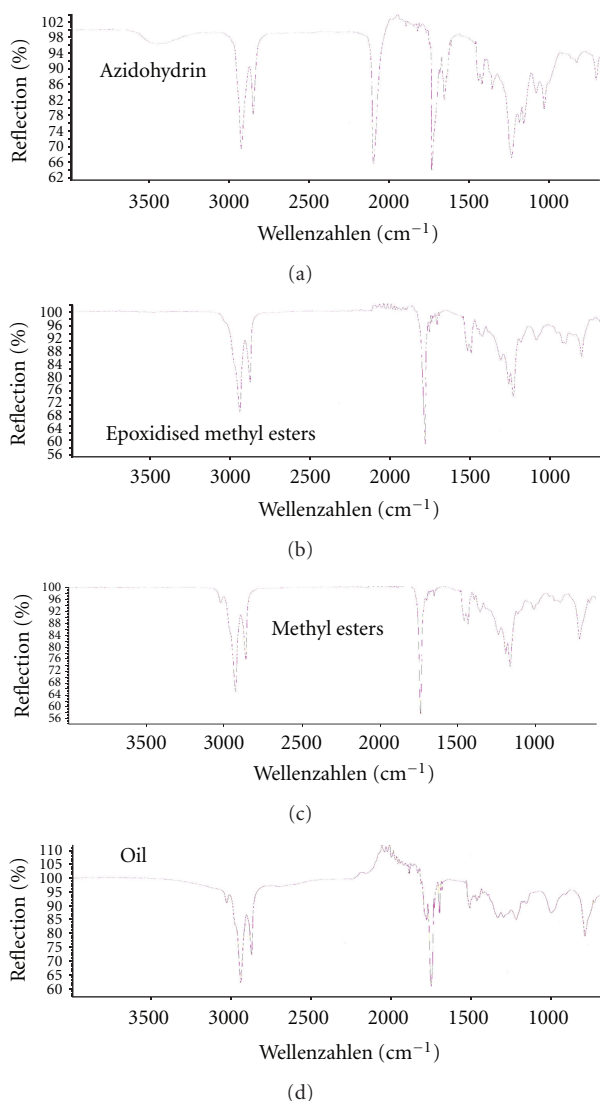 Reflection (%)
102
98
94
90
86
82
78
74
70
66
62
Azidohydrin
3500 3000 2500 2000 1500 1000
Wellenzahlen (cm⁻¹)
(a)
Reflection (%)
100
96
92
88
84
80
76
72
68
64
60
56
Epoxidised methyl esters
3500 3000 2500 2000 1500 1000
Wellenzahlen (cm⁻¹)
(b)
Reflection (%)
100
96
92
88
84
80
76
72
68
64
60
56
Methyl esters
3500 3000 2500 2000 1500 1000
Wellenzahlen (cm⁻¹)
(c)
Reflection (%)
110
105
100
95
90
85
80
75
70
65
60
Oil
3500 3000 2500 2000 1500 1000
Wellenzahlen (cm⁻¹)
(d)